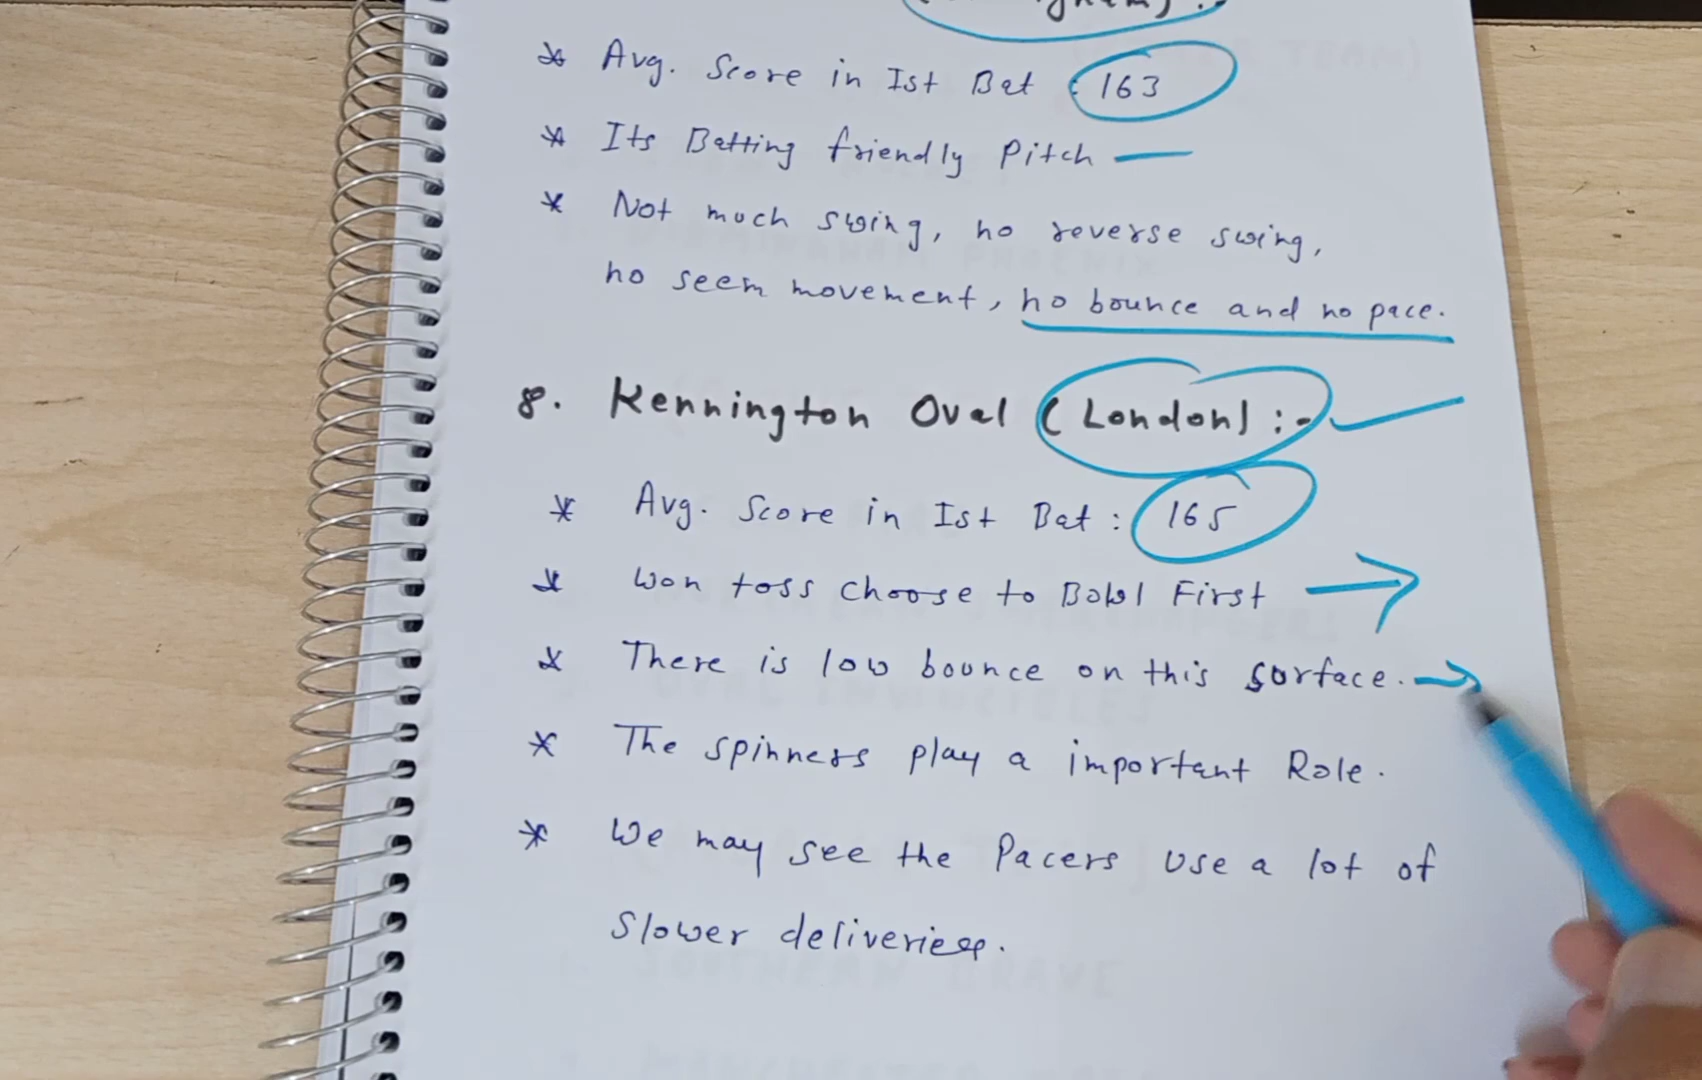 * Avg. Score in Ist Bat : 163
* Its Batting friendly Pitch
* Not much swing, no reverse swing,
no seem movement, no bounce and no pace.
8. Kennington Oval (London) :-
* Avg. Score in Ist Bat : 165
* Won toss choose to Bowl First
* There is low bounce on this surface.
* The spinners play a important Role.
* We may see the Pacers use a lot of
Slower deliveries.